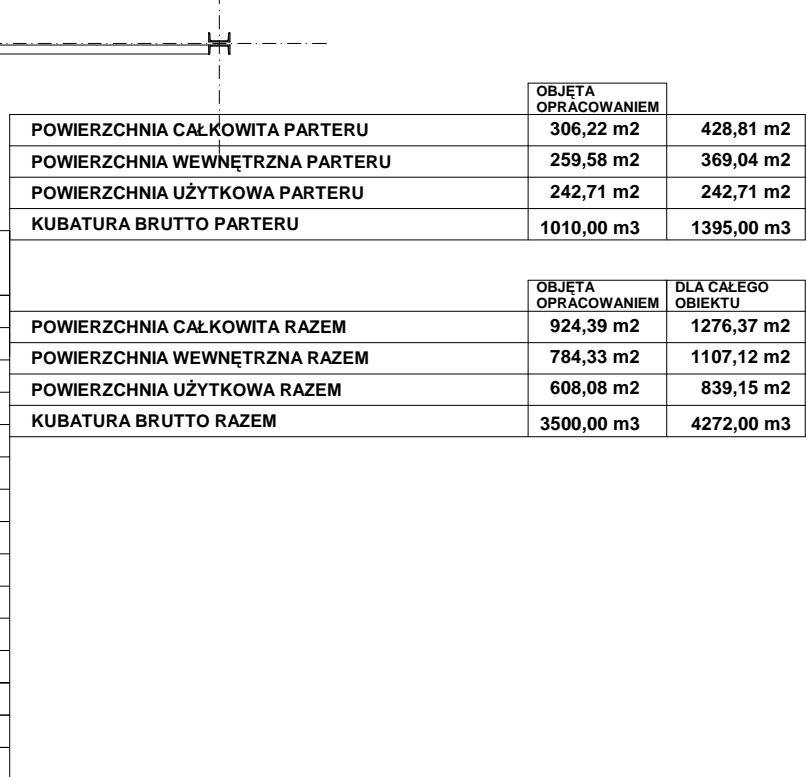 OBJĘTA
OPRACOWANIEM
POWIERZCHNIA CAŁKOWITA PARTERU 306,22 m2 428,81 m2
POWIERZCHNIA WEWNĘTRZNA PARTERU 259,58 m2 369,04 m2
POWIERZCHNIA UŻYTKOWA PARTERU 242,71 m2 242,71 m2
KUBATURA BRUTTO PARTERU 1010,00 m3 1395,00 m3
OBJĘTA DLA CAŁEGO
OPRACOWANIEM OBIEKTU
POWIERZCHNIA CAŁKOWITA RAZEM 924,39 m2 1276,37 m2
POWIERZCHNIA WEWNĘTRZNA RAZEM 784,33 m2 1107,12 m2
POWIERZCHNIA UŻYTKOWA RAZEM 608,08 m2 839,15 m2
KUBATURA BRUTTO RAZEM 3500,00 m3 4272,00 m3